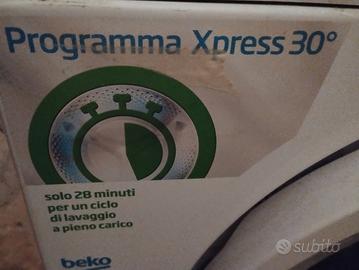 Programma Xpress 30°
solo 28 minuti
per un ciclo
di lavaggio
a pieno carico
beko
subito